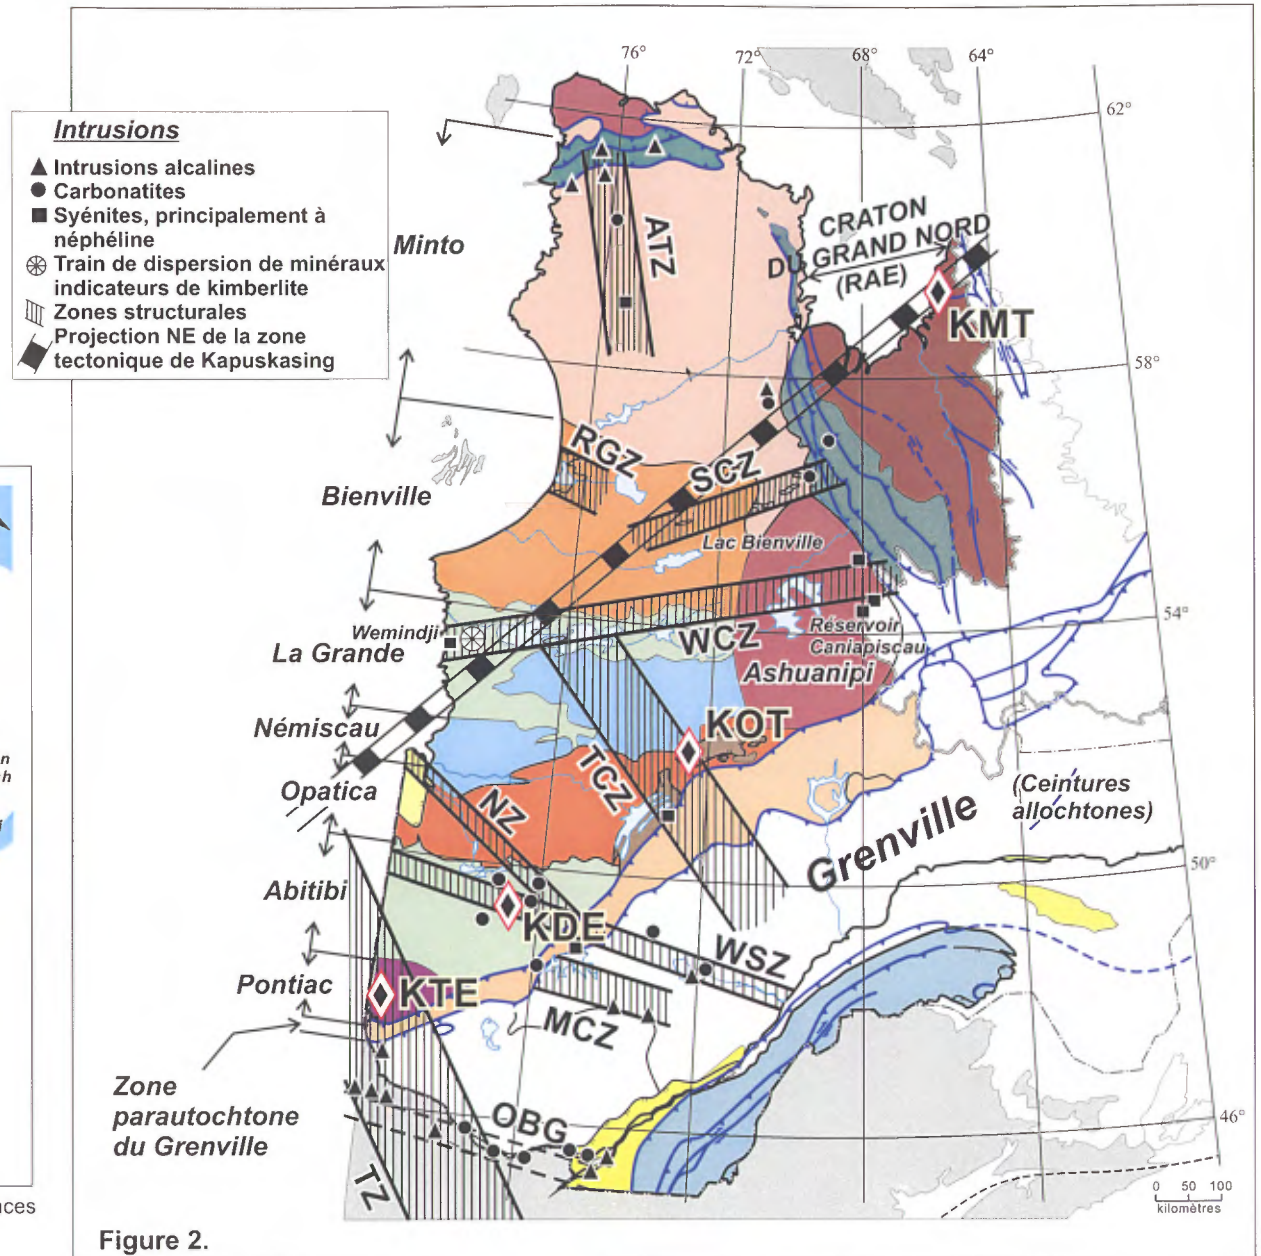 76°
72°
68°
64°
62°
Intrusions
Intrusions alcalines
Carbonatites
Syénites, principalement à
néphéline
Train de dispersion de minéraux
indicateurs de kimberlite
Zones structurales
Projection NE de la zone
tectonique de Kapuskasing
Minto
ATZ
CRATON
DU GRAND NORD
(RAE)
KMT
58°
RGZ
SCZ
Bienville
Lac Bienville
54°
Wemindji
La Grande
WCZ
Réservoir
Caniapiscau
Ashuanipi
Némiscau
KOT
TCZ
Opatica
NZ
(Ceintures
allochtones)
Grenville
50°
Abitibi
KDE
WSZ
Pontiac
KTE
MCZ
Zone
parautochtone
du Grenville
OBG
46°
TZ
0 50 100
kilomètres
Figure 2.